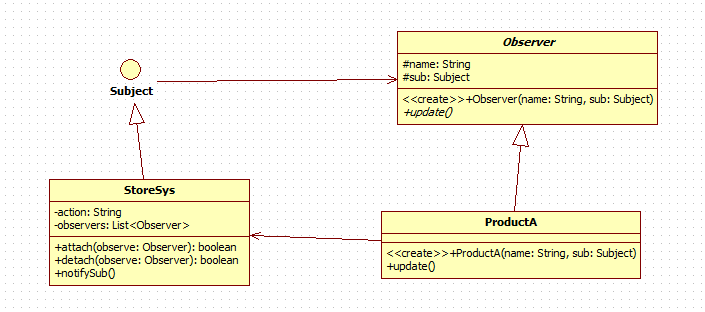 Subject
Observer
#name: String
#sub: Subject
<<create>>+Observer(name: String, sub: Subject)
+update()
StoreSys
-action: String
-observers: List<Observer>
+attach(observe: Observer): boolean
+detach(observe: Observer): boolean
+notifySub()
ProductA
<<create>>+ProductA(name: String, sub: Subject)
+update()